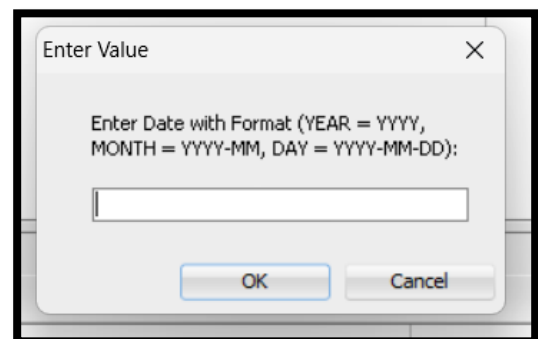 Enter Value
Enter Date with Format (YEAR = YYYY,
MONTH = YYYY-MM, DAY = YYYY-MM-DD):
OK Cancel